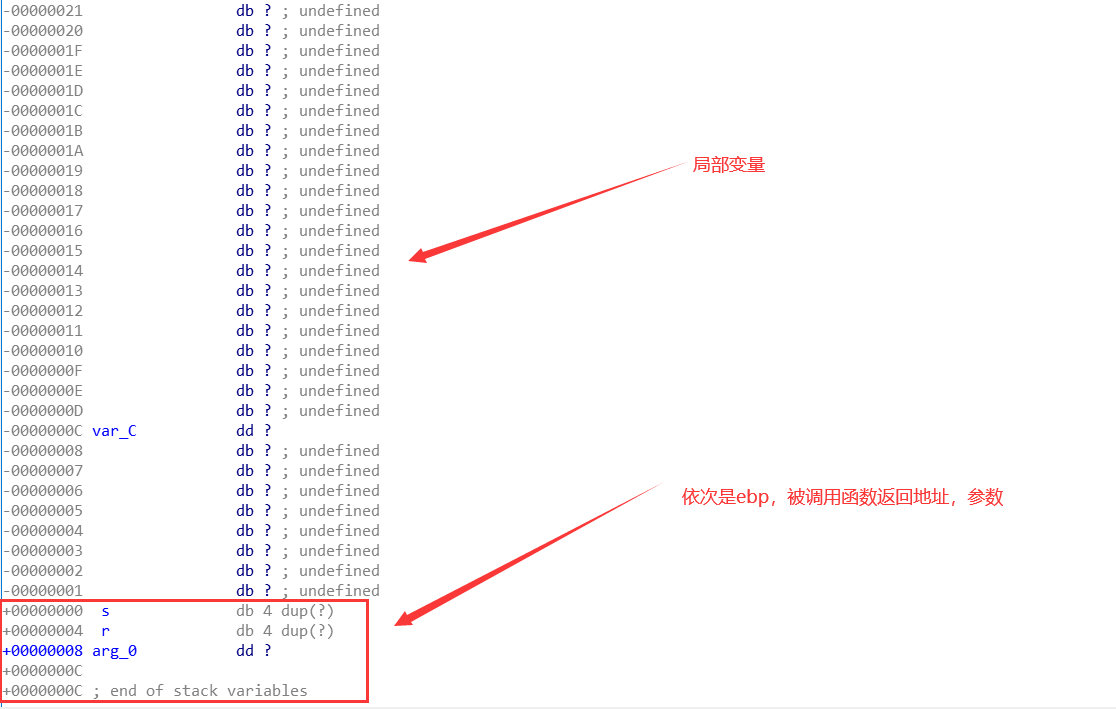 -00000021 db ? ; undefined
-00000020 db ? ; undefined
-0000001F db ? ; undefined
-0000001E db ? ; undefined
-0000001D db ? ; undefined
-0000001C db ? ; undefined
-0000001B db ? ; undefined
-0000001A db ? ; undefined
局部变量
-00000019 db ? ; undefined
-00000018 db ? ; undefined
-00000017 db ? ; undefined
-00000016 db ? ; undefined
-00000015 db ? ; undefined
-00000014 db ? ; undefined
-00000013 db ? ; undefined
-00000012 db ? ; undefined
-00000011 db ? ; undefined
-00000010 db ? ; undefined
-0000000F db ? ; undefined
-0000000E db ? ; undefined
-0000000D db ? ; undefined
-0000000C var_C dd ?
-00000008 db ? ; undefined
-00000007 db ? ; undefined
-00000006 db ? ; undefined
依次是ebp，被调用函数返回地址，参数
-00000005 db ? ; undefined
-00000004 db ? ; undefined
-00000003 db ? ; undefined
-00000002 db ? ; undefined
-00000001 db ? ; undefined
+00000000 s db 4 dup(?)
+00000004 r db 4 dup(?)
+00000008 arg_0 dd ?
+0000000C
+0000000C ; end of stack variables